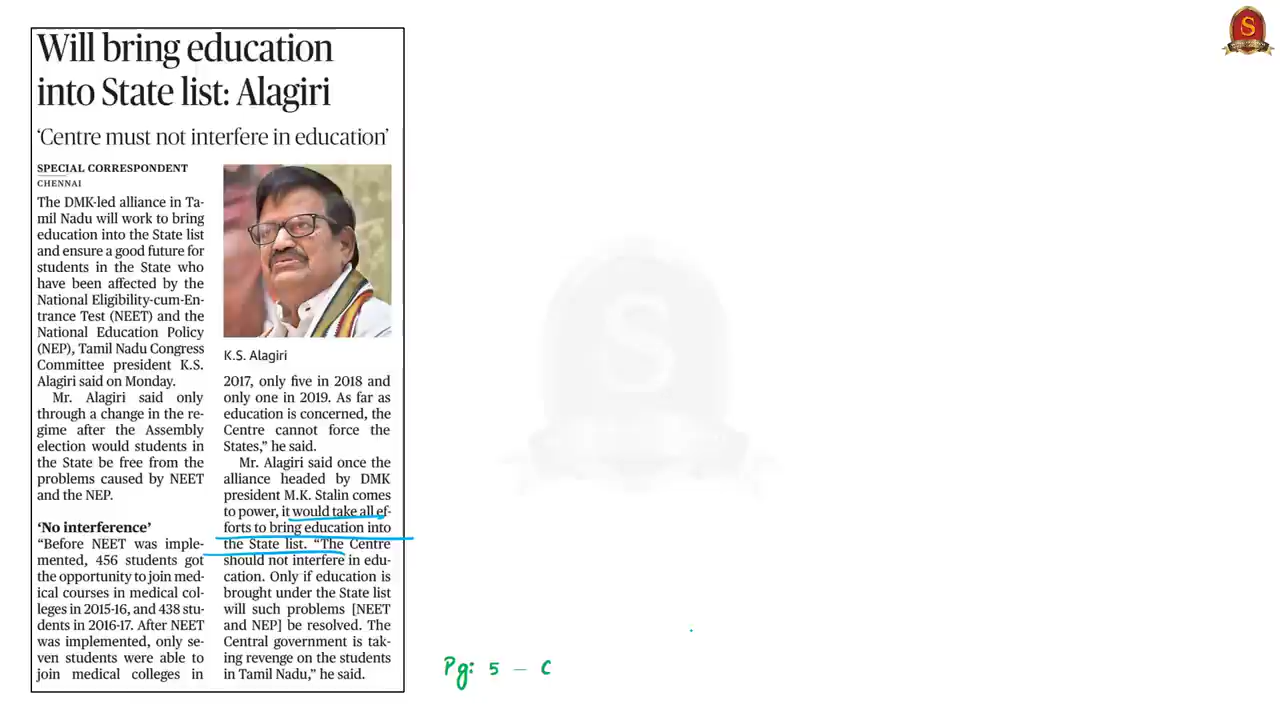 Will bring education
into State list: Alagiri
‘Centre must not interfere in education’
SPECIAL CORRESPONDENT
CHENNAI
The DMK-led alliance in Ta-
mil Nadu will work to bring
education into the State list
and ensure a good future for
students in the State who
have been affected by the
National Eligibility-cum-En-
trance Test (NEET) and the
National Education Policy
(NEP), Tamil Nadu Congress
Committee president K.S.
Alagiri said on Monday.
Mr. Alagiri said only
through a change in the re-
gime after the Assembly
election would students in
the State be free from the
problems caused by NEET
and the NEP.
‘No interference’
“Before NEET was imple-
mented, 456 students got
the opportunity to join med-
ical courses in medical col-
leges in 2015-16, and 438 stu-
dents in 2016-17. After NEET
was implemented, only se-
ven students were able to
join medical colleges in
K.S. Alagiri
2017, only five in 2018 and
only one in 2019. As far as
education is concerned, the
Centre cannot force the
States,” he said.
Mr. Alagiri said once the
alliance headed by DMK
president M.K. Stalin comes
to power, it would take all ef-
forts to bring education into
the State list. “The Centre
should not interfere in edu-
cation. Only if education is
brought under the State list
will such problems [NEET
and NEP] be resolved. The
Central government is tak-
ing revenge on the students
in Tamil Nadu,” he said.
Pg: 5 – C
S
S